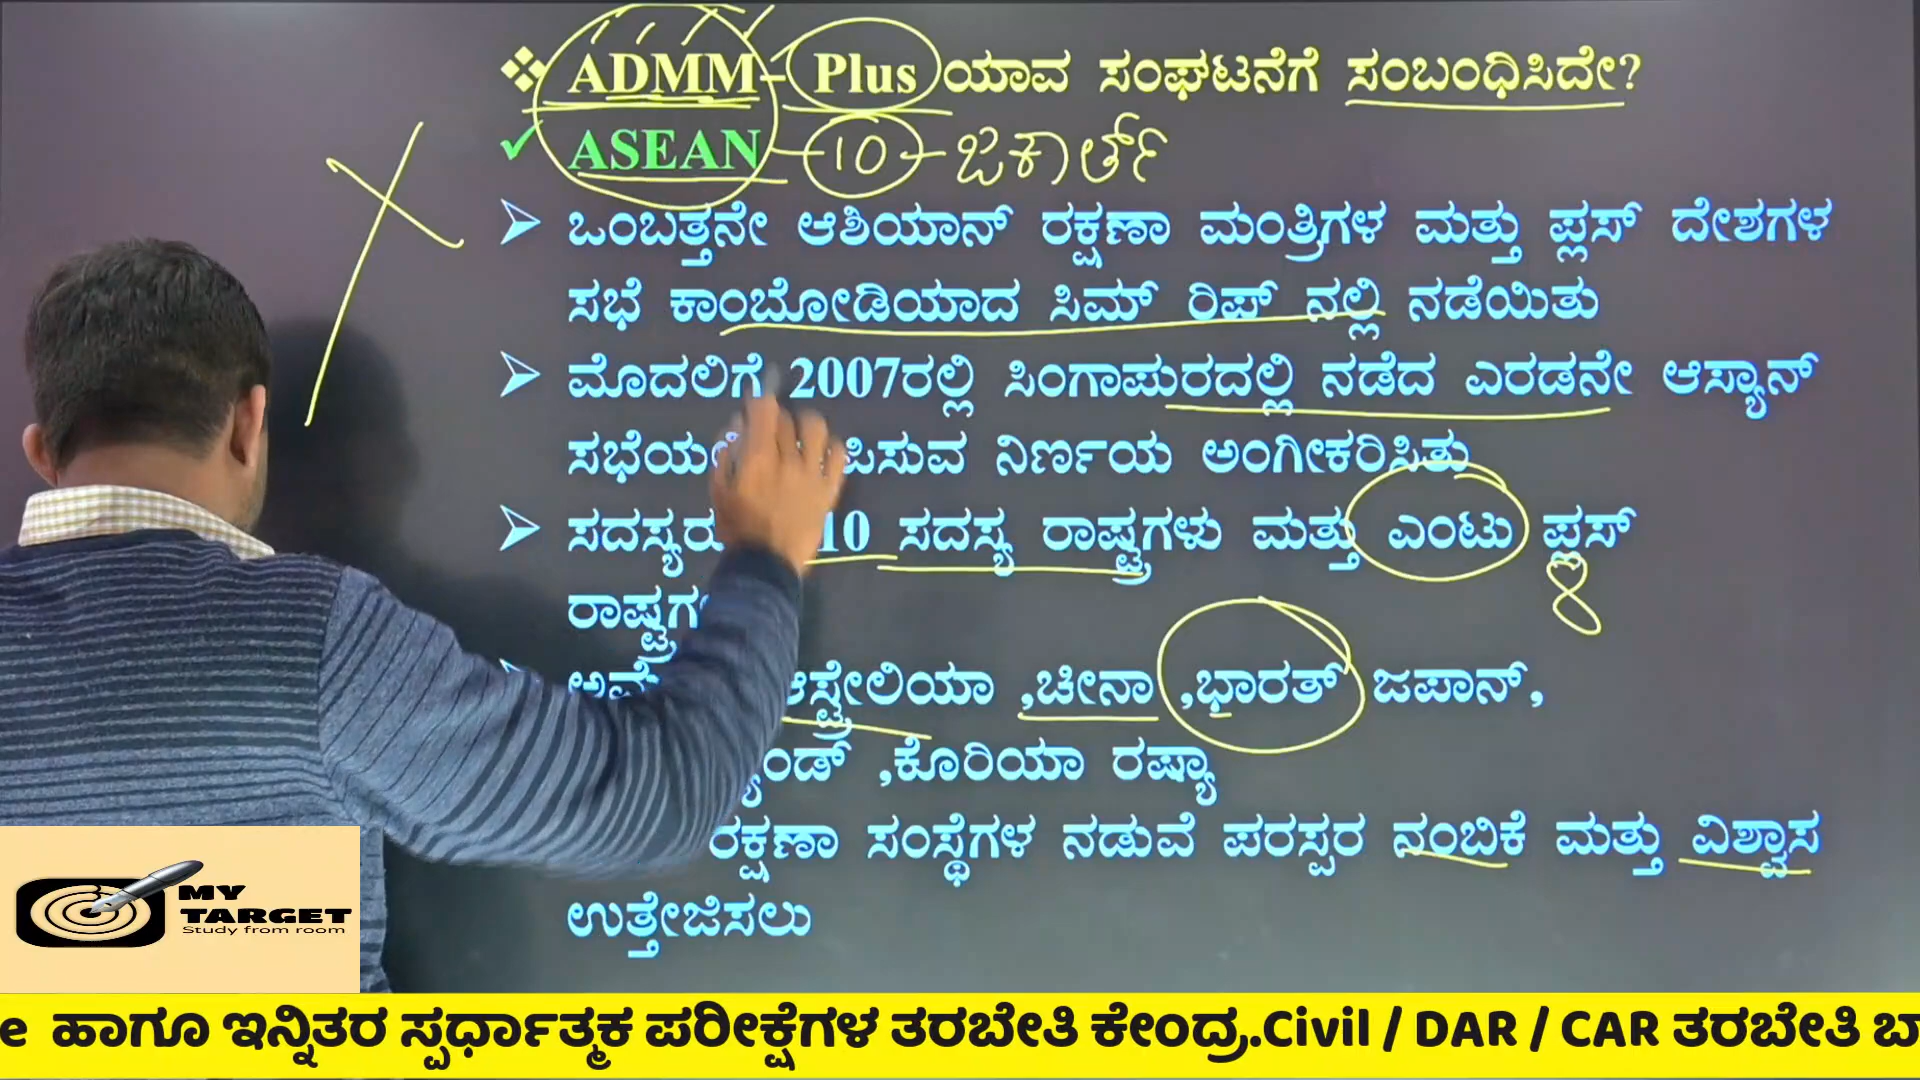 ADMM- Plus ಯಾವ ಸಂಘಟನೆಗೆ ಸಂಬಂಧಿಸಿದೇ?
ASEAN -10- ಜಕಾರ್ತ್
ಒಂಬತ್ತನೇ ಆಶಿಯಾನ್ ರಕ್ಷಣಾ ಮಂತ್ರಿಗಳ ಮತ್ತು ಪ್ಲಸ್ ದೇಶಗಳ
ಸಭೆ ಕಾಂಬೋಡಿಯಾದ ಸಿಮ್ ರಿಪ್ ನಲ್ಲಿ ನಡೆಯಿತು
ಮೊದಲಿಗೆ 2007ರಲ್ಲಿ ಸಿಂಗಾಪುರದಲ್ಲಿ ನಡೆದ ಎರಡನೇ ಆಸ್ಯಾನ್
ನಿರ್ಣಯ ಅಂಗೀಕರಿಸಿತು
10 ಸದಸ್ಯ ರಾಷ್ಟ್ರಗಳು ಮತ್ತು ಎಂಟು ಪ್ಲಸ್
8
ಆಸ್ಟ್ರೇಲಿಯಾ ,ಚೀನಾ ,ಭಾರತ್ ಜಪಾನ್,
,ಕೊರಿಯಾ ರಷ್ಯಾ
ರಕ್ಷಣಾ ಸಂಸ್ಥೆಗಳ ನಡುವೆ ಪರಸ್ಪರ ನಂಬಿಕೆ ಮತ್ತು ವಿಶ್ವಾಸ
ಉತ್ತೇಜಿಸಲು
MY
TARGET
Study from room
e ಹಾಗೂ ಇನ್ನಿತರ ಸ್ಪರ್ಧಾತ್ಮಕ ಪರೀಕ್ಷೆಗಳ ತರಬೇತಿ ಕೇಂದ್ರ.Civil / DAR / CAR ತರಬೇತಿ